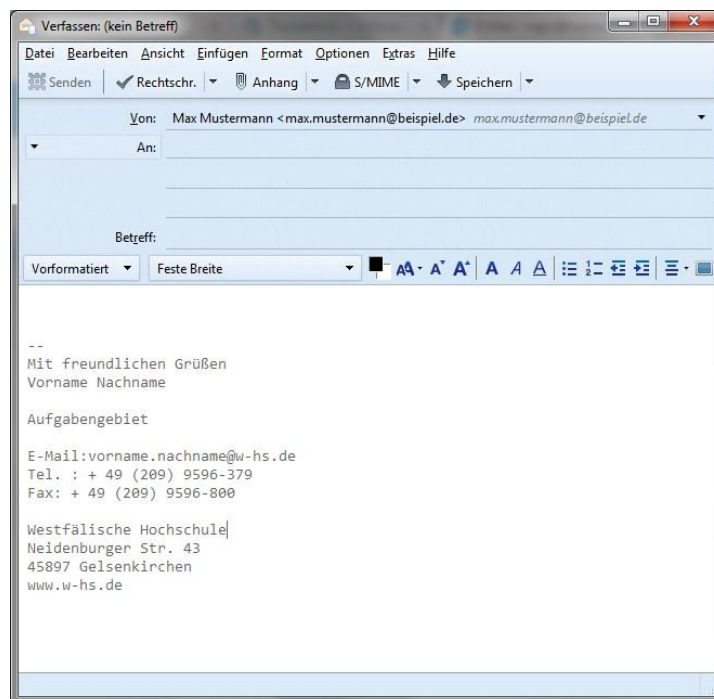 Verfassen: (kein Betreff)
Datei Bearbeiten Ansicht Einfügen Format Optionen Extras Hilfe
Senden Rechtschr. Anhang S/MIME Speichern
Von: Max Mustermann <max.mustermann@beispiel.de> max.mustermann@beispiel.de
An:
Betreff:
Vorformatiert Feste Breite
--
Mit freundlichen Grüßen
Vorname Nachname
Aufgabengebiet
E-Mail:vorname.nachname@w-hs.de
Tel. : + 49 (209) 9596-379
Fax: + 49 (209) 9596-800
Westfälische Hochschule
Neidenburger Str. 43
45897 Gelsenkirchen
www.w-hs.de